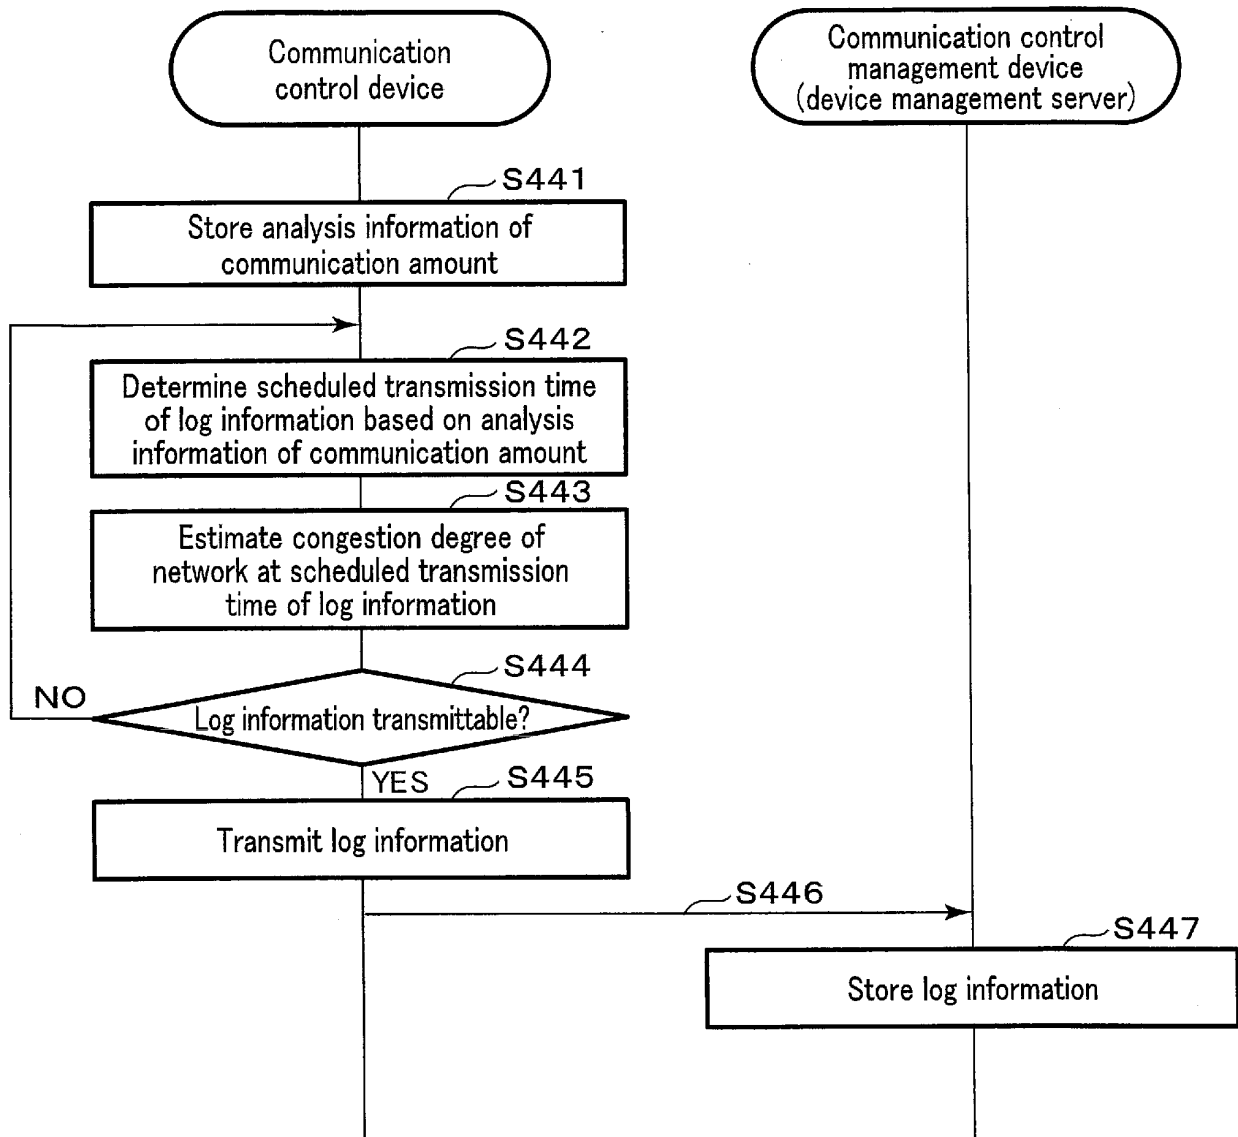 Communication
control device
Communication control
management device
(device management server)
S441
Store analysis information of
communication amount
S442
Determine scheduled transmission time
of log information based on analysis
information of communication amount
S443
Estimate congestion degree of
network at scheduled transmission
time of log information
S444
NO
Log information transmittable?
YES
S445
Transmit log information
S446
S447
Store log information